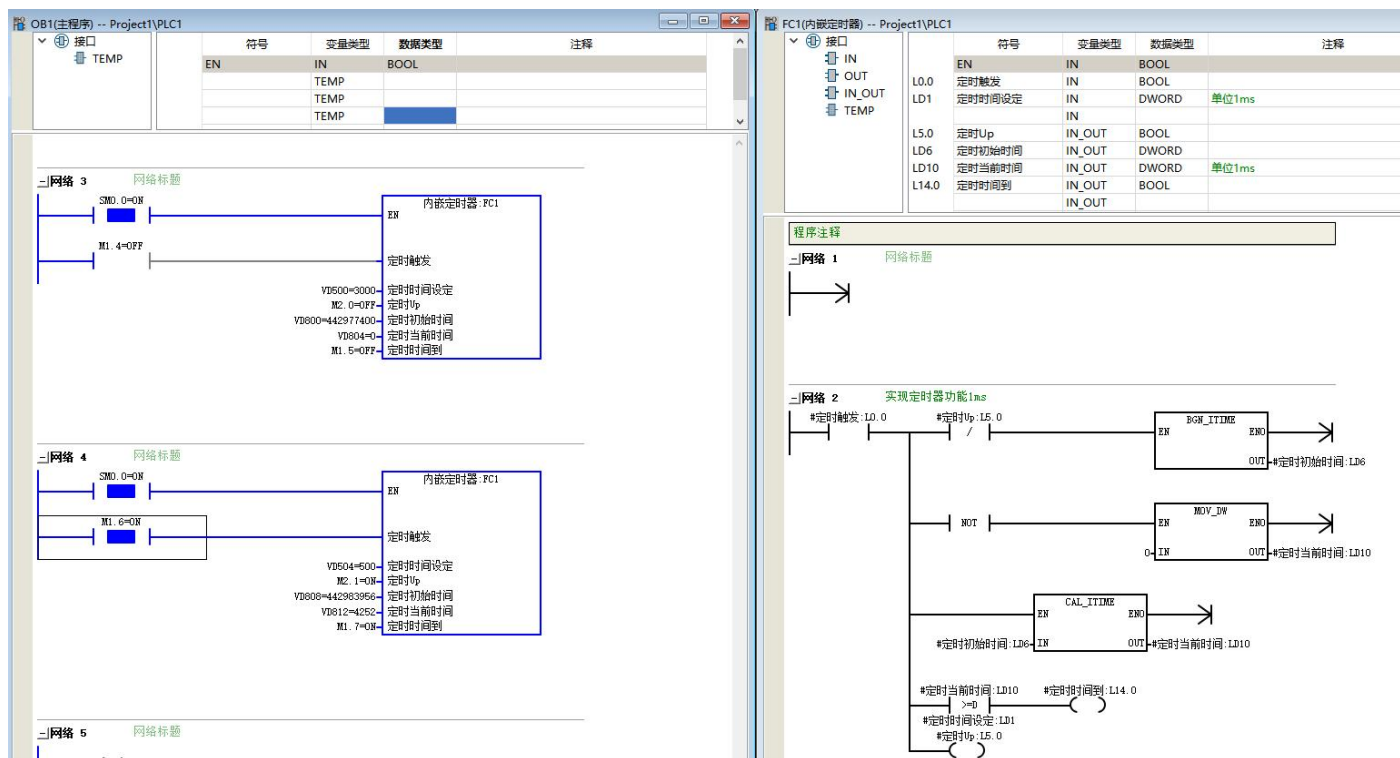 OB1(主程序) -- Project1\PLC1
接口
TEMP
符号 变量类型 数据类型 注释
EN IN BOOL
TEMP
TEMP
TEMP
网络 3 网络标题
SM0.0=ON
内嵌定时器:FC1
EN
M1.4=OFF
定时触发
VD500=3000 定时时间设定
M2.0=OFF 定时Up
VD800=442977400 定时初始时间
VD804=0 定时当前时间
M1.5=OFF 定时时间到
网络 4 网络标题
SM0.0=ON
内嵌定时器:FC1
EN
M1.6=ON
定时触发
VD504=500 定时时间设定
M2.1=ON 定时Up
VD808=442983956 定时初始时间
VD812=4252 定时当前时间
M1.7=ON 定时时间到
网络 5 网络标题
FC1(内嵌定时器) -- Project1\PLC1
接口
IN
OUT
IN_OUT
TEMP
符号 变量类型 数据类型 注释
EN IN BOOL
L0.0 定时触发 IN BOOL
LD1 定时时间设定 IN DWORD 单位1ms
IN
L5.0 定时Up IN_OUT BOOL
LD6 定时初始时间 IN_OUT DWORD
LD10 定时当前时间 IN_OUT DWORD 单位1ms
L14.0 定时时间到 IN_OUT BOOL
IN_OUT
程序注释
网络 1 网络标题
网络 2 实现定时器功能1ms
#定时触发:L0.0 #定时Up:L5.0
/
BGN_ITIME
EN ENO
OUT #定时初始时间:LD6
NOT
MOV_DW
EN ENO
0 IN OUT #定时当前时间:LD10
CAL_ITIME
EN ENO
#定时初始时间:LD6 IN OUT #定时当前时间:LD10
#定时当前时间:LD10 #定时时间到:L14.0
>=D
#定时时间设定:LD1
#定时Up:L5.0